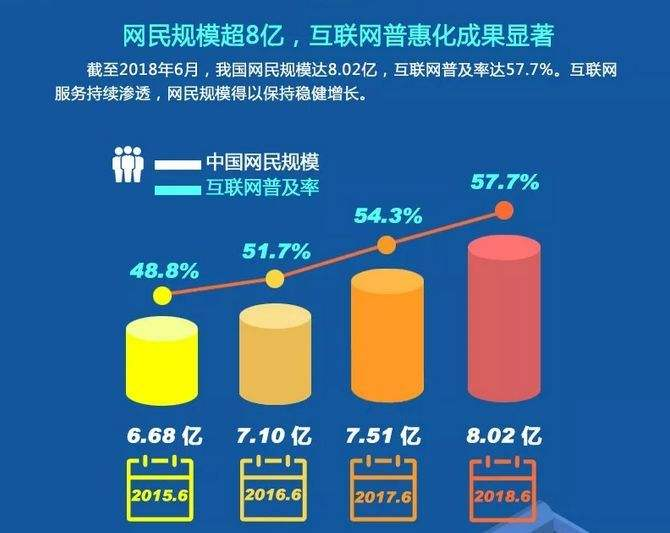 网民规模超8亿，互联网普惠化成果显著
截至2018年6月，我国网民规模达8.02亿，互联网普及率达57.7%。互联网
服务持续渗透，网民规模得以保持稳健增长。
中国网民规模
互联网普及率
57.7%
54.3%
51.7%
48.8%
6.68 亿 7.10 亿 7.51 亿 8.02 亿
2015.6 2016.6 2017.6 2018.6